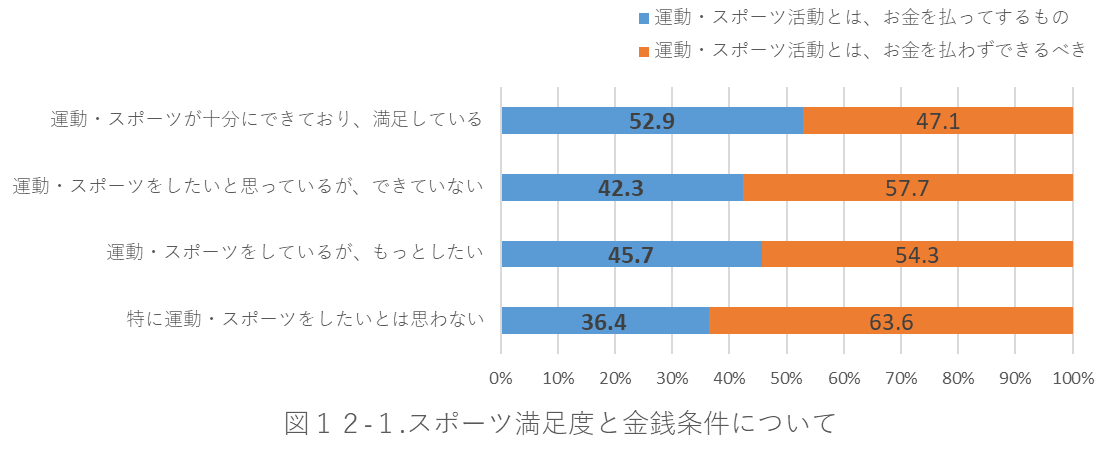 運動・スポーツ活動とは、お金を払ってするもの
運動・スポーツ活動とは、お金を払わずできるべき
運動・スポーツが十分にできており、満足している
52.9
47.1
運動・スポーツをしたいと思っているが、できていない
42.3
57.7
運動・スポーツをしているが、もっとしたい
45.7
54.3
特に運動・スポーツをしたいとは思わない
36.4
63.6
0% 10% 20% 30% 40% 50% 60% 70% 80% 90% 100%
図１２-１.スポーツ満足度と金銭条件について